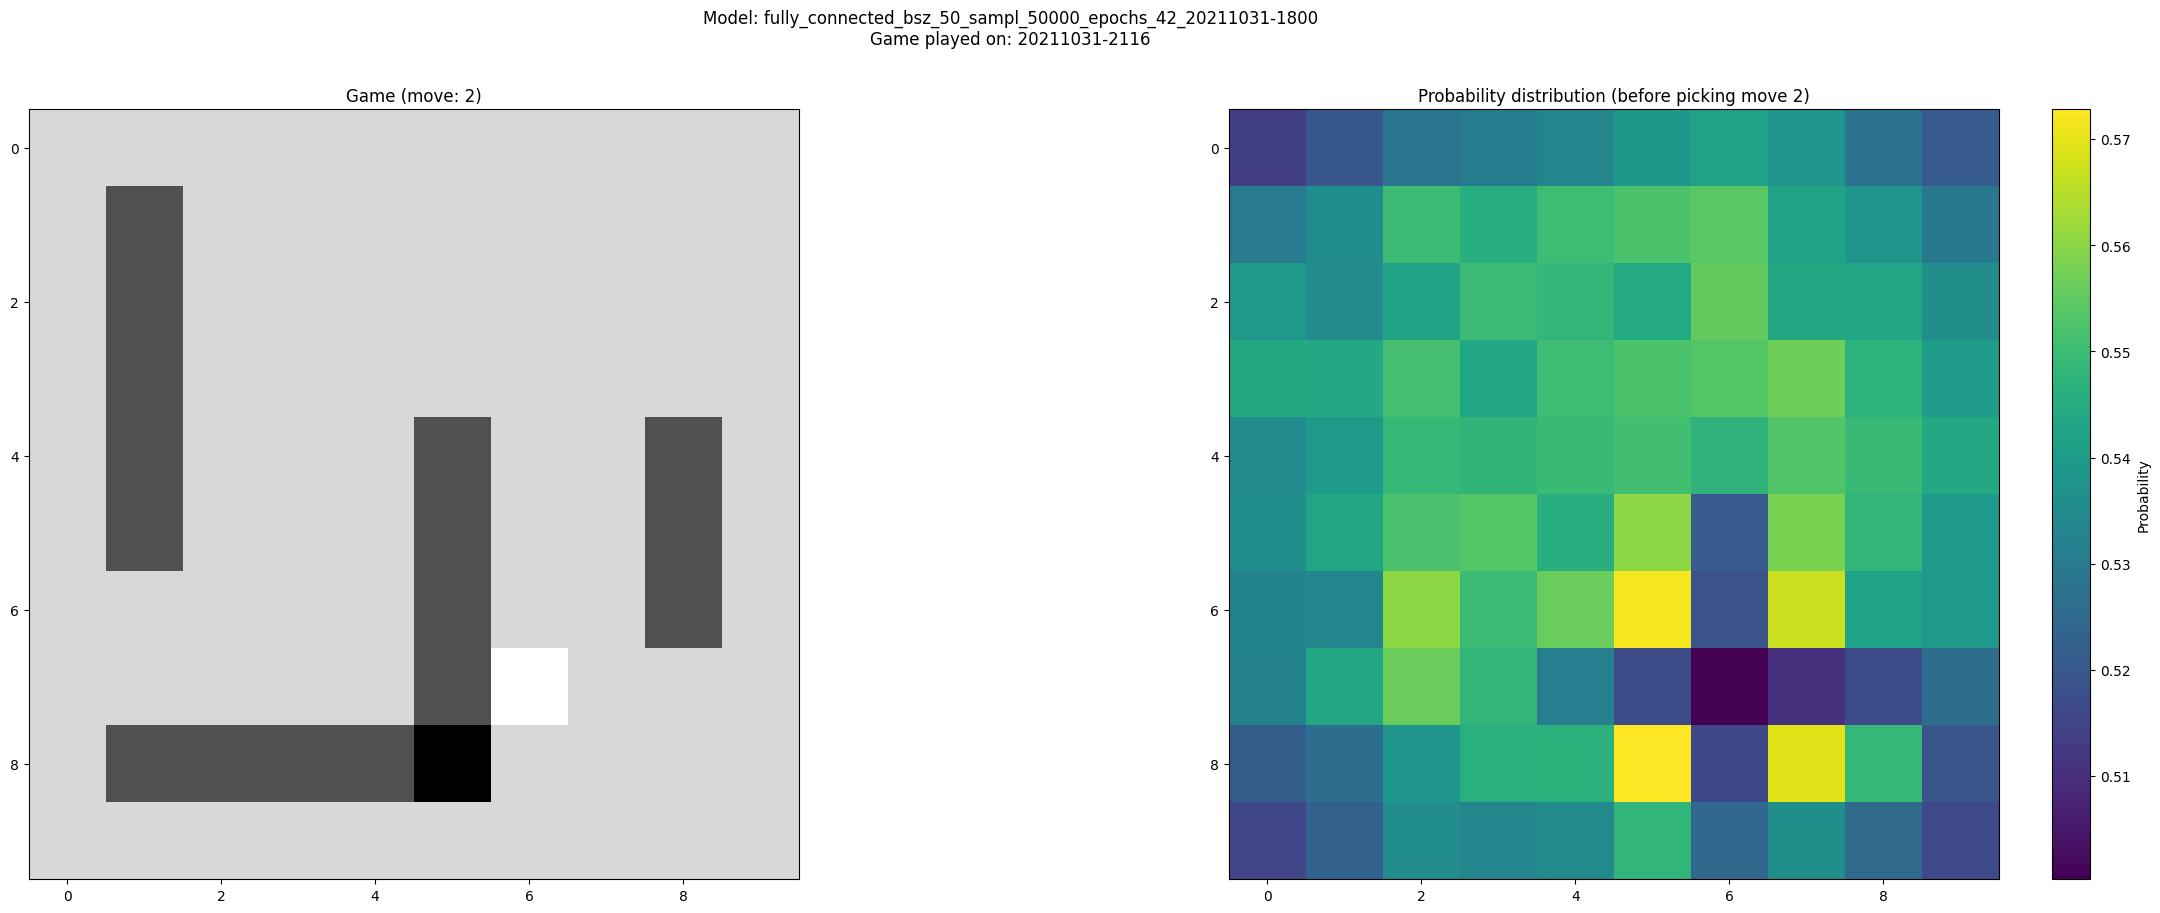 Model: fully_connected_bsz_50_sampl_50000_epochs_42_20211031-1800
Game played on: 20211031-2116
Game (move: 2)
0
2
4
6
8
0 2 4 6 8
Probability distribution (before picking move 2)
0
2
4
6
8
0 2 4 6 8
0.57
0.56
0.55
0.54
0.53
0.52
0.51
Probability